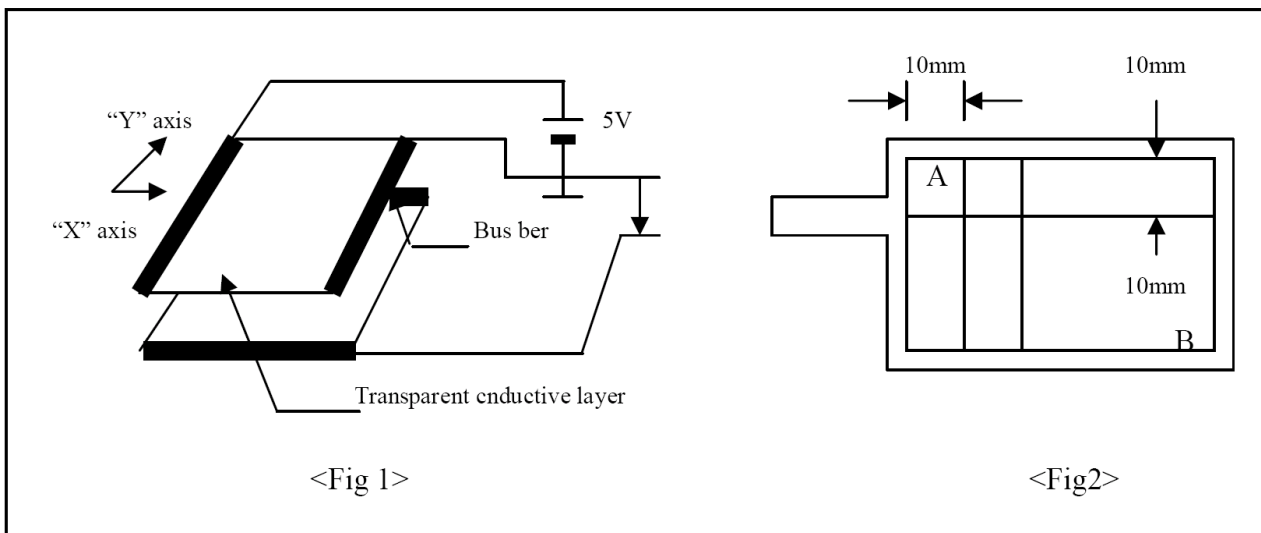 “Y” axis
“X” axis
5V
Bus ber
Transparent cnductive layer
<Fig 1>
10mm
10mm
A
10mm
B
<Fig2>